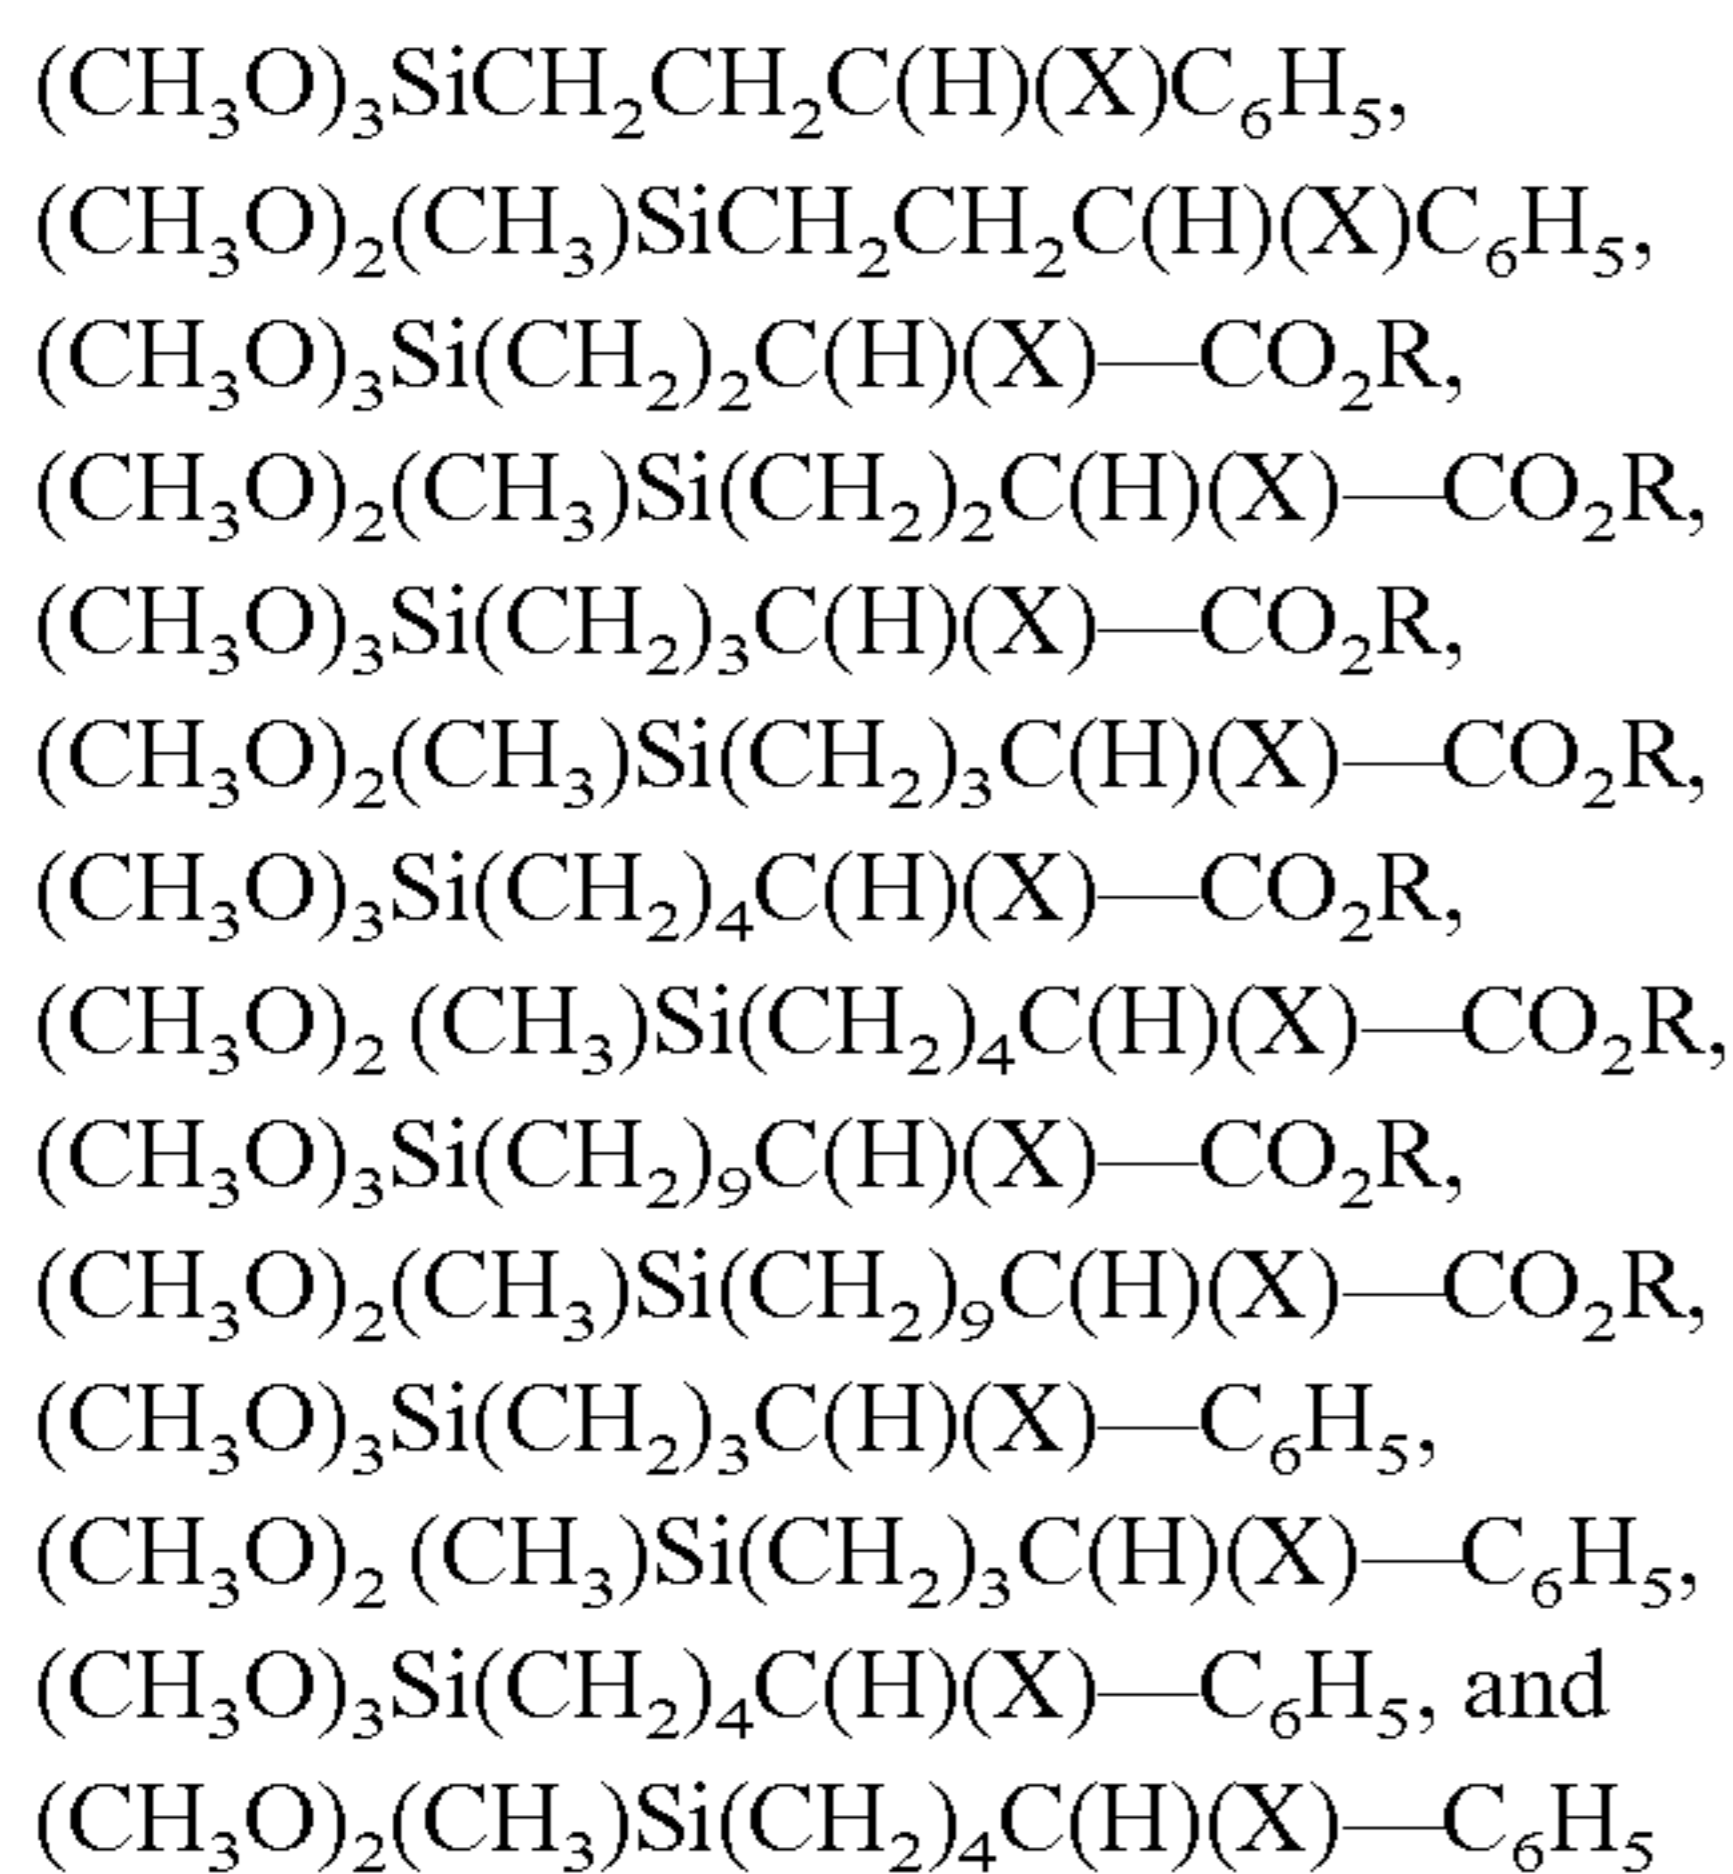 (CH₃O)₃SiCH₂CH₂C(H)(X)C₆H₅,
(CH₃O)₂(CH₃)SiCH₂CH₂C(H)(X)C₆H₅,
(CH₃O)₃Si(CH₂)₂C(H)(X)—CO₂R,
(CH₃O)₂(CH₃)Si(CH₂)₂C(H)(X)—CO₂R,
(CH₃O)₃Si(CH₂)₃C(H)(X)—CO₂R,
(CH₃O)₂(CH₃)Si(CH₂)₃C(H)(X)—CO₂R,
(CH₃O)₃Si(CH₂)₄C(H)(X)—CO₂R,
(CH₃O)₂ (CH₃)Si(CH₂)₄C(H)(X)—CO₂R,
(CH₃O)₃Si(CH₂)₉C(H)(X)—CO₂R,
(CH₃O)₂(CH₃)Si(CH₂)₉C(H)(X)—CO₂R,
(CH₃O)₃Si(CH₂)₃C(H)(X)—C₆H₅,
(CH₃O)₂ (CH₃)Si(CH₂)₃C(H)(X)—C₆H₅,
(CH₃O)₃Si(CH₂)₄C(H)(X)—C₆H₅, and
(CH₃O)₂(CH₃)Si(CH₂)₄C(H)(X)—C₆H₅